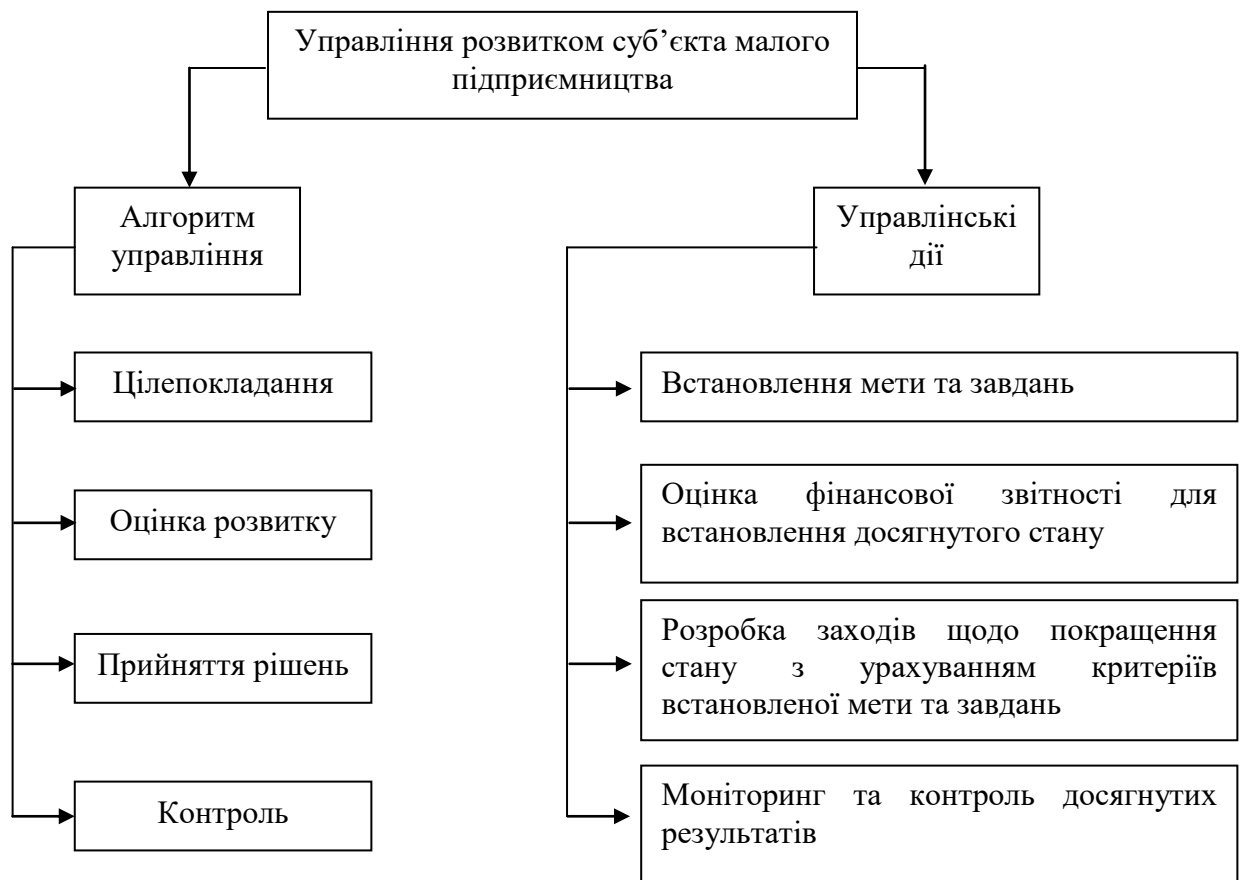 Управління розвитком суб’єкта малого
підприємництва
Алгоритм
управління
Управлінські
дії
Цілепокладання
Встановлення мети та завдань
Оцінка розвитку
Оцінка фінансової звітності для
встановлення досягнутого стану
Прийняття рішень
Розробка заходів щодо покращення
стану з урахуванням критеріїв
встановленої мети та завдань
Контроль
Моніторинг та контроль досягнутих
результатів